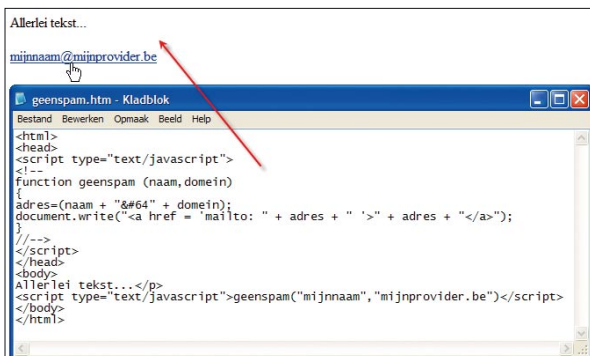 Allerlei tekst...
mijnnaam@mijnprovider.be
geenspam.htm - Kladblok
Bestand Bewerken Opmaak Beeld Help
<html>
<head>
<script type="text/javascript">
<!--
function geenspam (naam,domein)
{
adres=(naam + "&#64" + domein);
document.write("<a href = 'mailto: " + adres + " '>" + adres + "</a>");
}
//-->
</script>
</head>
<body>
Allerlei tekst...</p>
<script type="text/javascript">geenspam("mijnnaam","mijnprovider.be")</script>
</body>
</html>